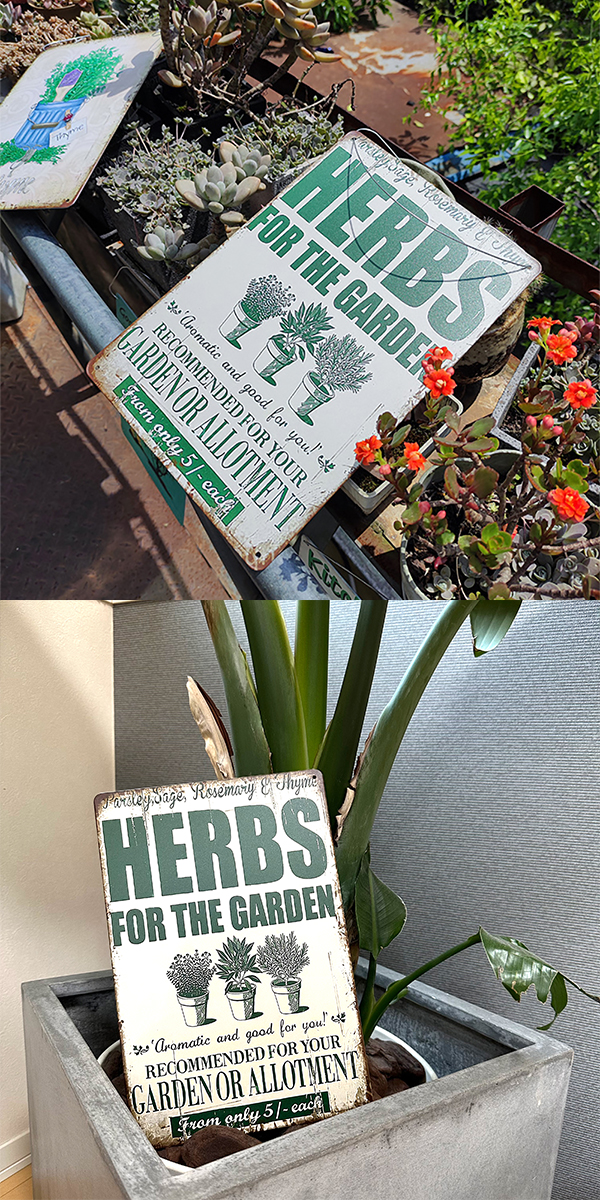 Thyme
Parsley, Sage, Rosemary & Thyme
HERBS
FOR THE GARDEN
'Aromatic and good for you!'
RECOMMENDED FOR YOUR
GARDEN OR ALLOTMENT
From only 5/- each
Parsley, Sage, Rosemary & Thyme
HERBS
FOR THE GARDEN
'Aromatic and good for you!'
RECOMMENDED FOR YOUR
GARDEN OR ALLOTMENT
From only 5/- each